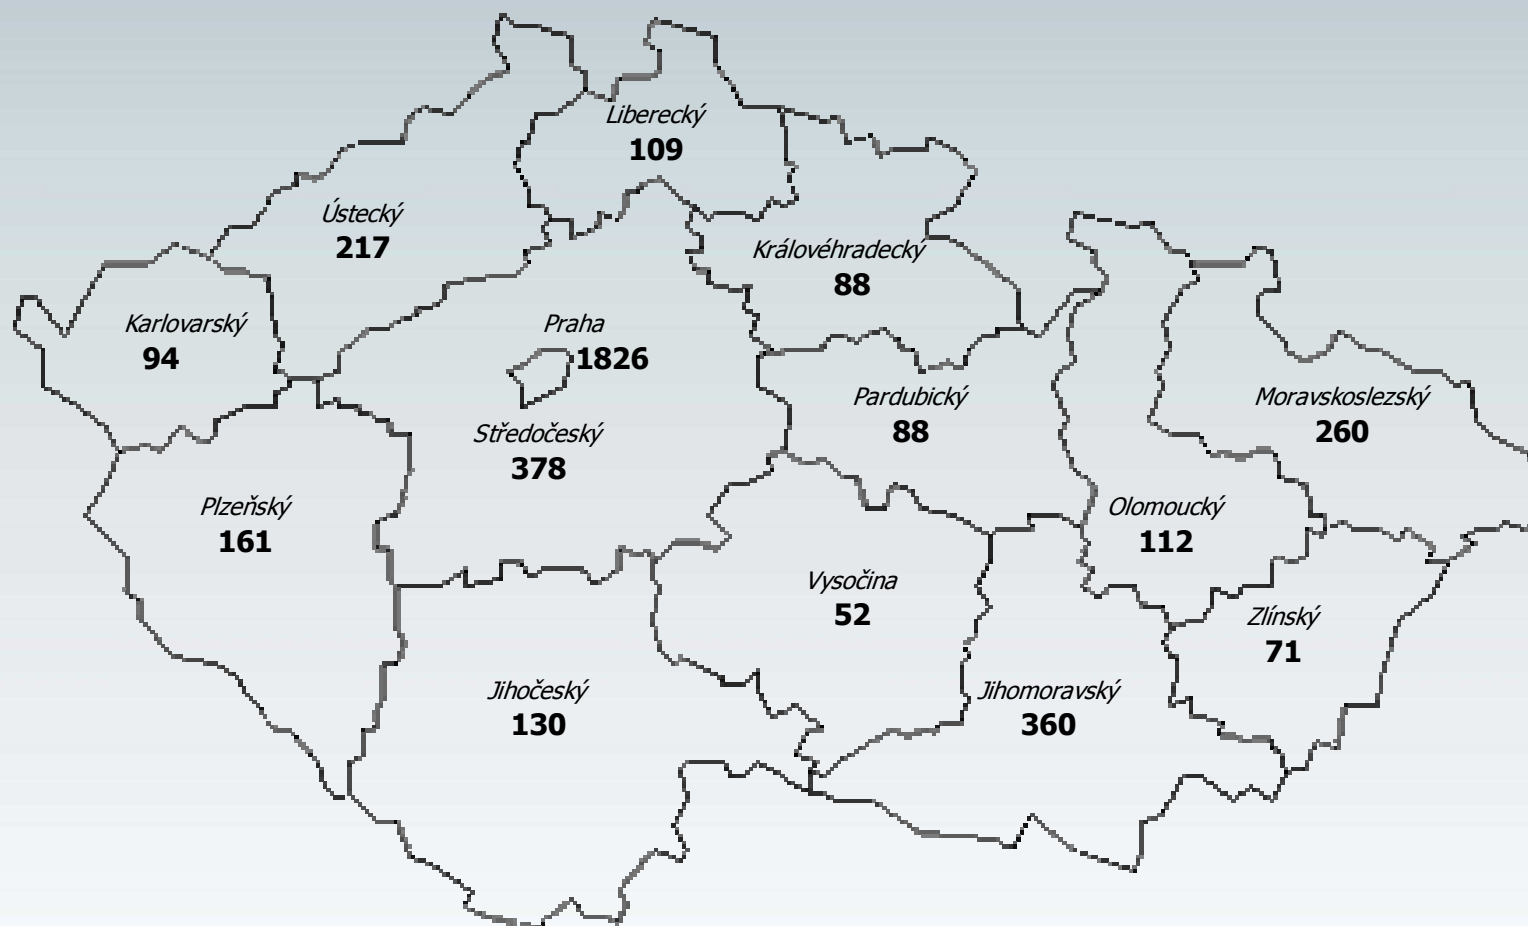 Liberecký
109
Ústecký
217
Královéhradecký
88
Karlovarský
94
Praha
1826
Pardubický
88
Moravskoslezský
260
Středočeský
378
Plzeňský
161
Olomoucký
112
Vysočina
52
Zlínský
71
Jihočeský
130
Jihomoravský
360